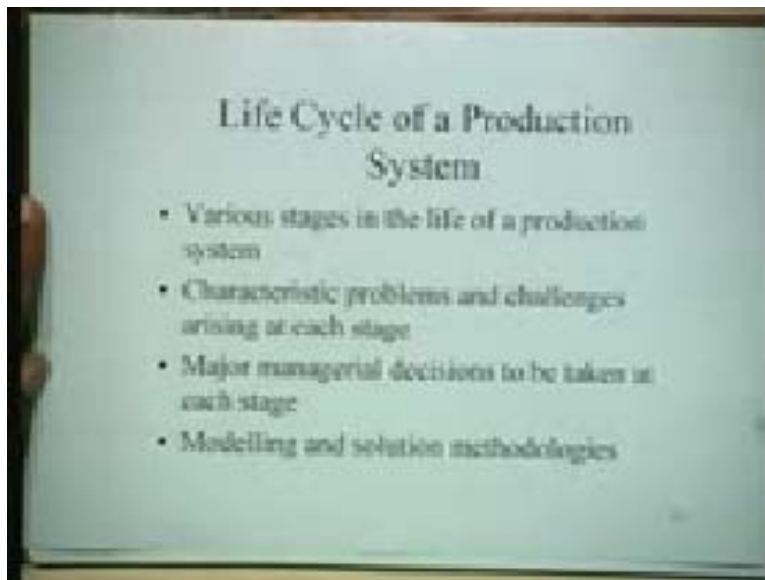 Life Cycle of a Production
System
• Various stages in the life of a production
system
• Characteristic problems and challenges
arising at each stage
• Major managerial decisions to be taken at
each stage
• Modelling and solution methodologies